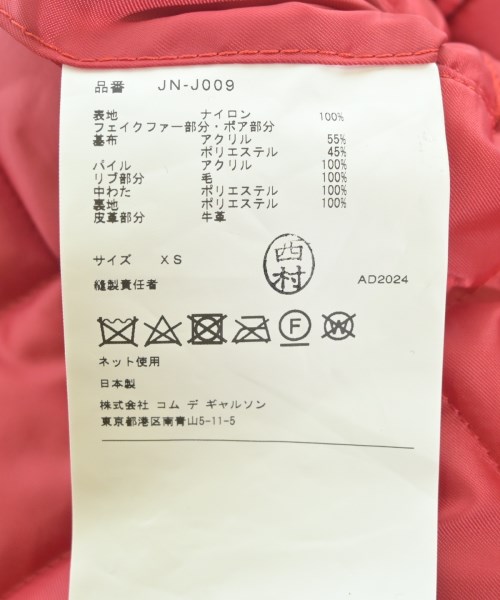 品番 JN-J009
表地 ナイロン 100%
フェイクファー部分・ボア部分
基布 アクリル 55%
ポリエステル 45%
パイル アクリル 100%
リブ部分 毛 100%
中わた ポリエステル 100%
裏地 ポリエステル 100%
皮革部分 牛革
サイズ XS
縫製責任者 西村 AD2024
F W
ネット使用
日本製
株式会社 コム デ ギャルソン
東京都港区南青山5-11-5